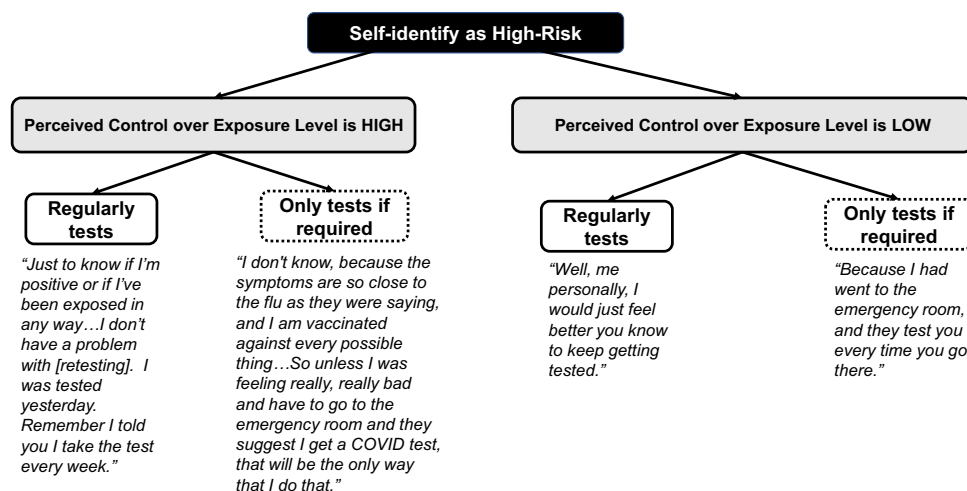 Self-identify as High-Risk
Perceived Control over Exposure Level is HIGH
Perceived Control over Exposure Level is LOW
Regularly
tests
Only tests if
required
Regularly
tests
Only tests if
required
“Just to know if I’m
positive or if I’ve
been exposed in
any way…I don’t
have a problem
with [retesting].  I
was tested
yesterday.
Remember I told
you I take the test
every week.”
“I don't know, because the
symptoms are so close to
the flu as they were saying,
and I am vaccinated
against every possible
thing…So unless I was
feeling really, really bad
and have to go to the
emergency room and they
suggest I get a COVID test,
that will be the only way
that I do that.”
“Well, me
personally, I
would just feel
better you know
to keep getting
tested.”
“Because I had
went to the
emergency room,
and they test you
every time you go
there.”